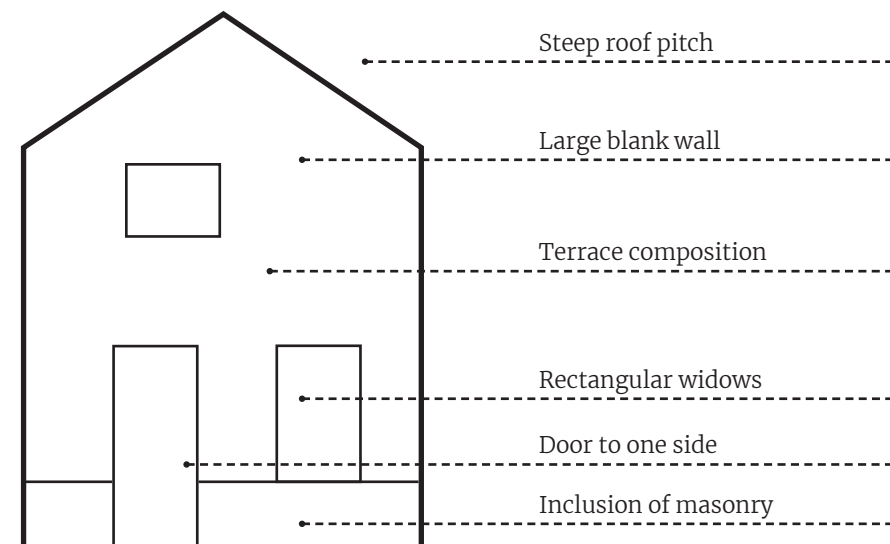 Steep roof pitch
Large blank wall
Terrace composition
Rectangular widows
Door to one side
Inclusion of masonry